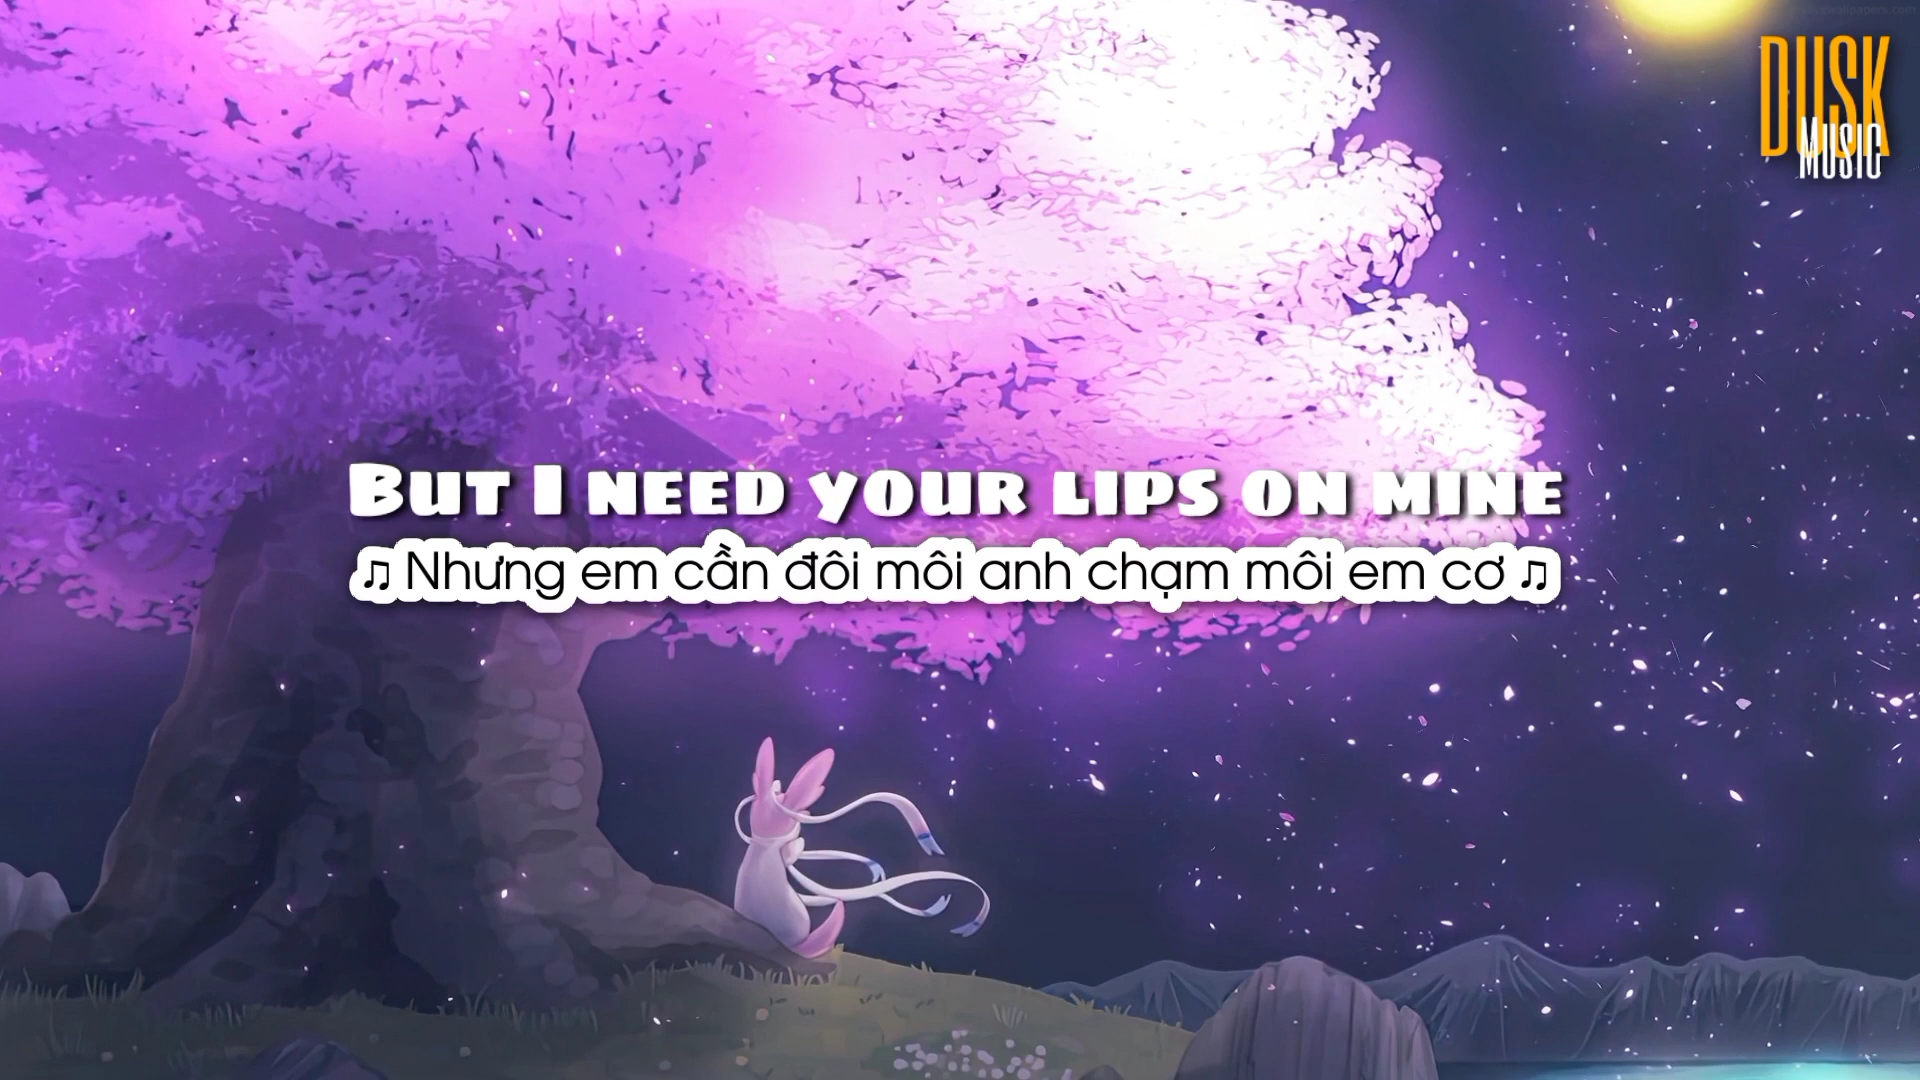 DUSK
MUSIC
BUT I NEED YOUR LIPS ON MINE
♫ Nhưng em cần đôi môi anh chạm môi em cơ ♫